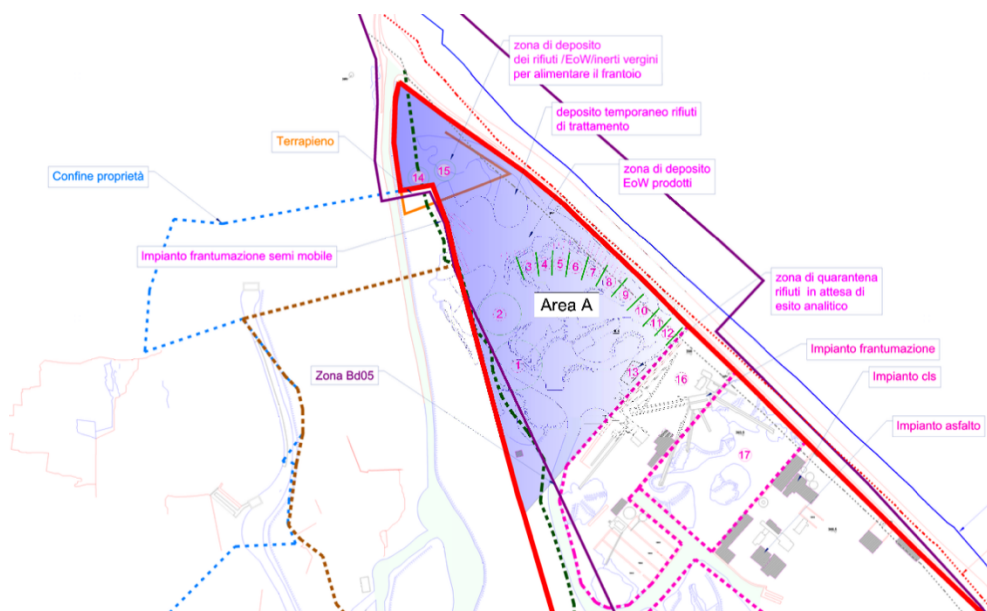 zona di deposito
dei rifiuti /EoW/inerti vergini
per alimentare il frantoio
deposito temporaneo rifiuti
di trattamento
Terrapieno
zona di deposito
EoW prodotti
Confine proprietà
15
14
Impianto frantumazione semi mobile
3 4 5 6 7 8 9 10 11 12
zona di quarantena
rifiuti in attesa di
esito analitico
Area A
2
Impianto frantumazione
1
13
16
Impianto cls
Zona Bd05
Impianto asfalto
17